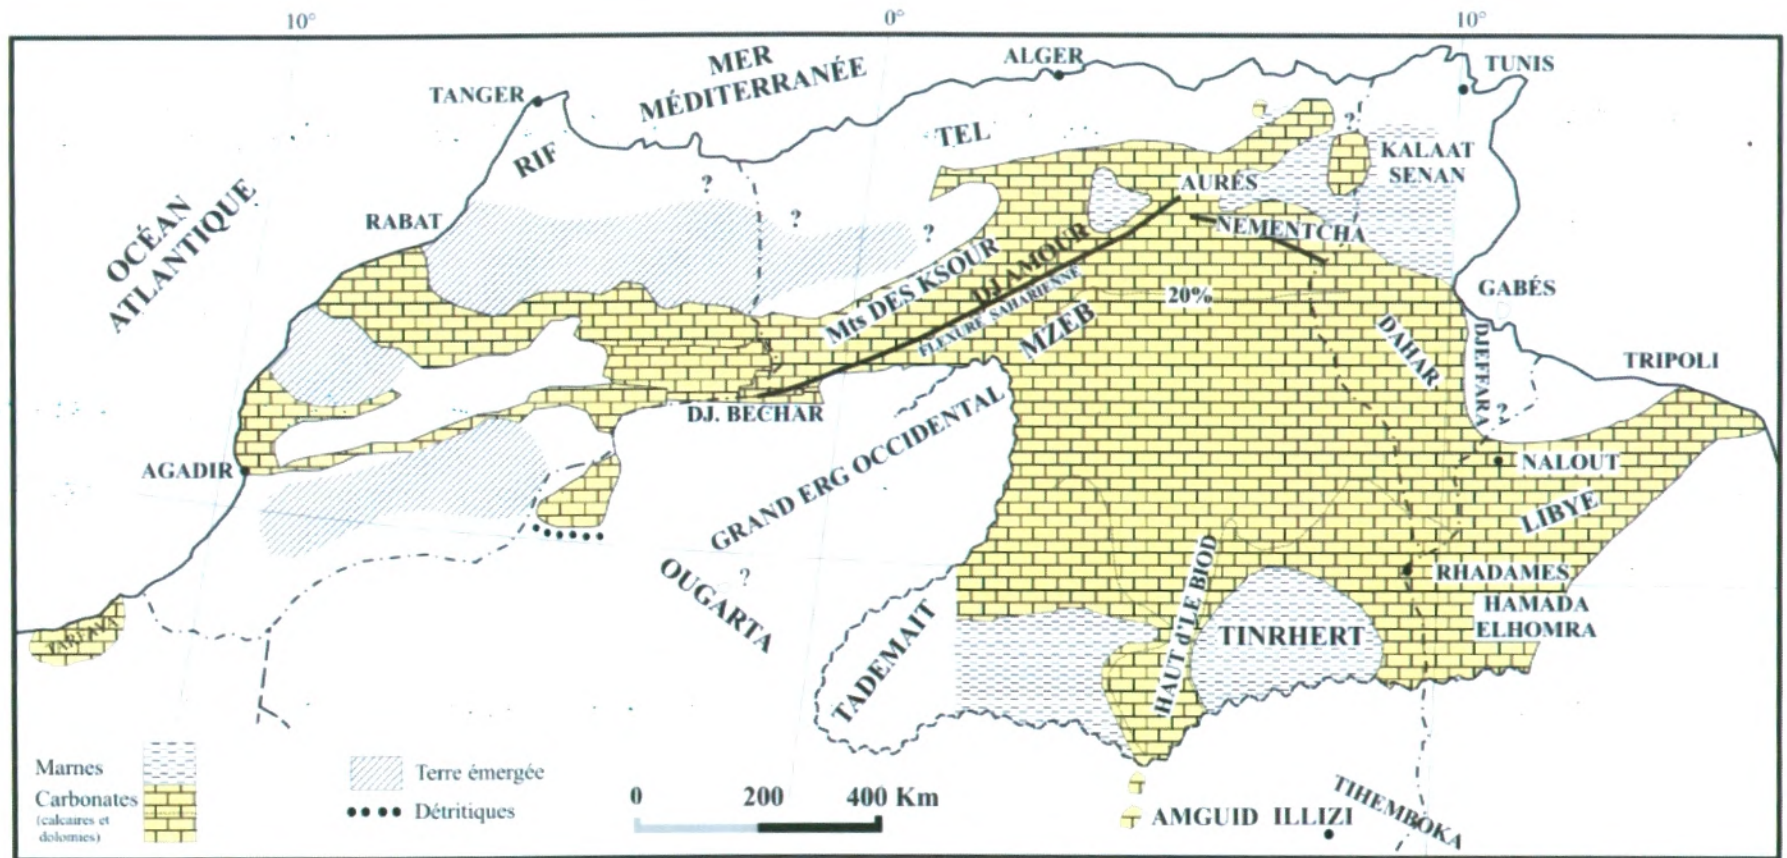 10°
0°
10°
MER
MÉDITERRANÉE
ALGER
TUNIS
TANGER
TEL
RIF
?
KALAAT
SENAN
OCÉAN
ATLANTIQUE
RABAT
?
?
?
AURÉS
NEMENTCHA
Mts DES KSOUR
DJ AMOUR
FLEXURE SAHARIENNE
MZEB
20%
GABÉS
DAHAR
DJEFFARA
TRIPOLI
?
DJ. BECHAR
AGADIR
NALOUT
GRAND ERG OCCIDENTAL
LIBYE
OUGARTA
?
HAUT d'LE BIOD
RHADAMES
TADEMAIT
TINRHERT
HAMADA
ELHOMRA
TARFAYA
Marnes
Carbonates
(calcaires et
dolomies)
Terre émergée
Détritiques
0 200 400 Km
AMGUID ILLIZI
TIHEMBOKA